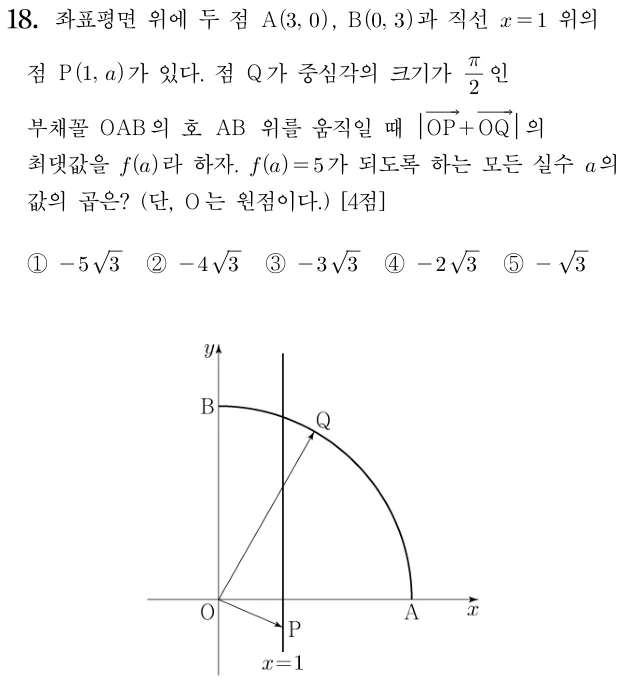 18. 좌표평면 위에 두 점 A(3, 0), B(0, 3)과 직선 x=1 위의
점 P(1, a)가 있다. 점 Q가 중심각의 크기가 π/2 인
부채꼴 OAB의 호 AB 위를 움직일 때 |\overrightarrow{OP}+\overrightarrow{OQ}|의
최댓값을 f(a)라 하자. f(a)=5가 되도록 하는 모든 실수 a의
값의 곱은? (단, O는 원점이다.) [4점]
① −5√3 ② −4√3 ③ −3√3 ④ −2√3 ⑤ −√3
y
B
Q
O
P
A
x
x=1